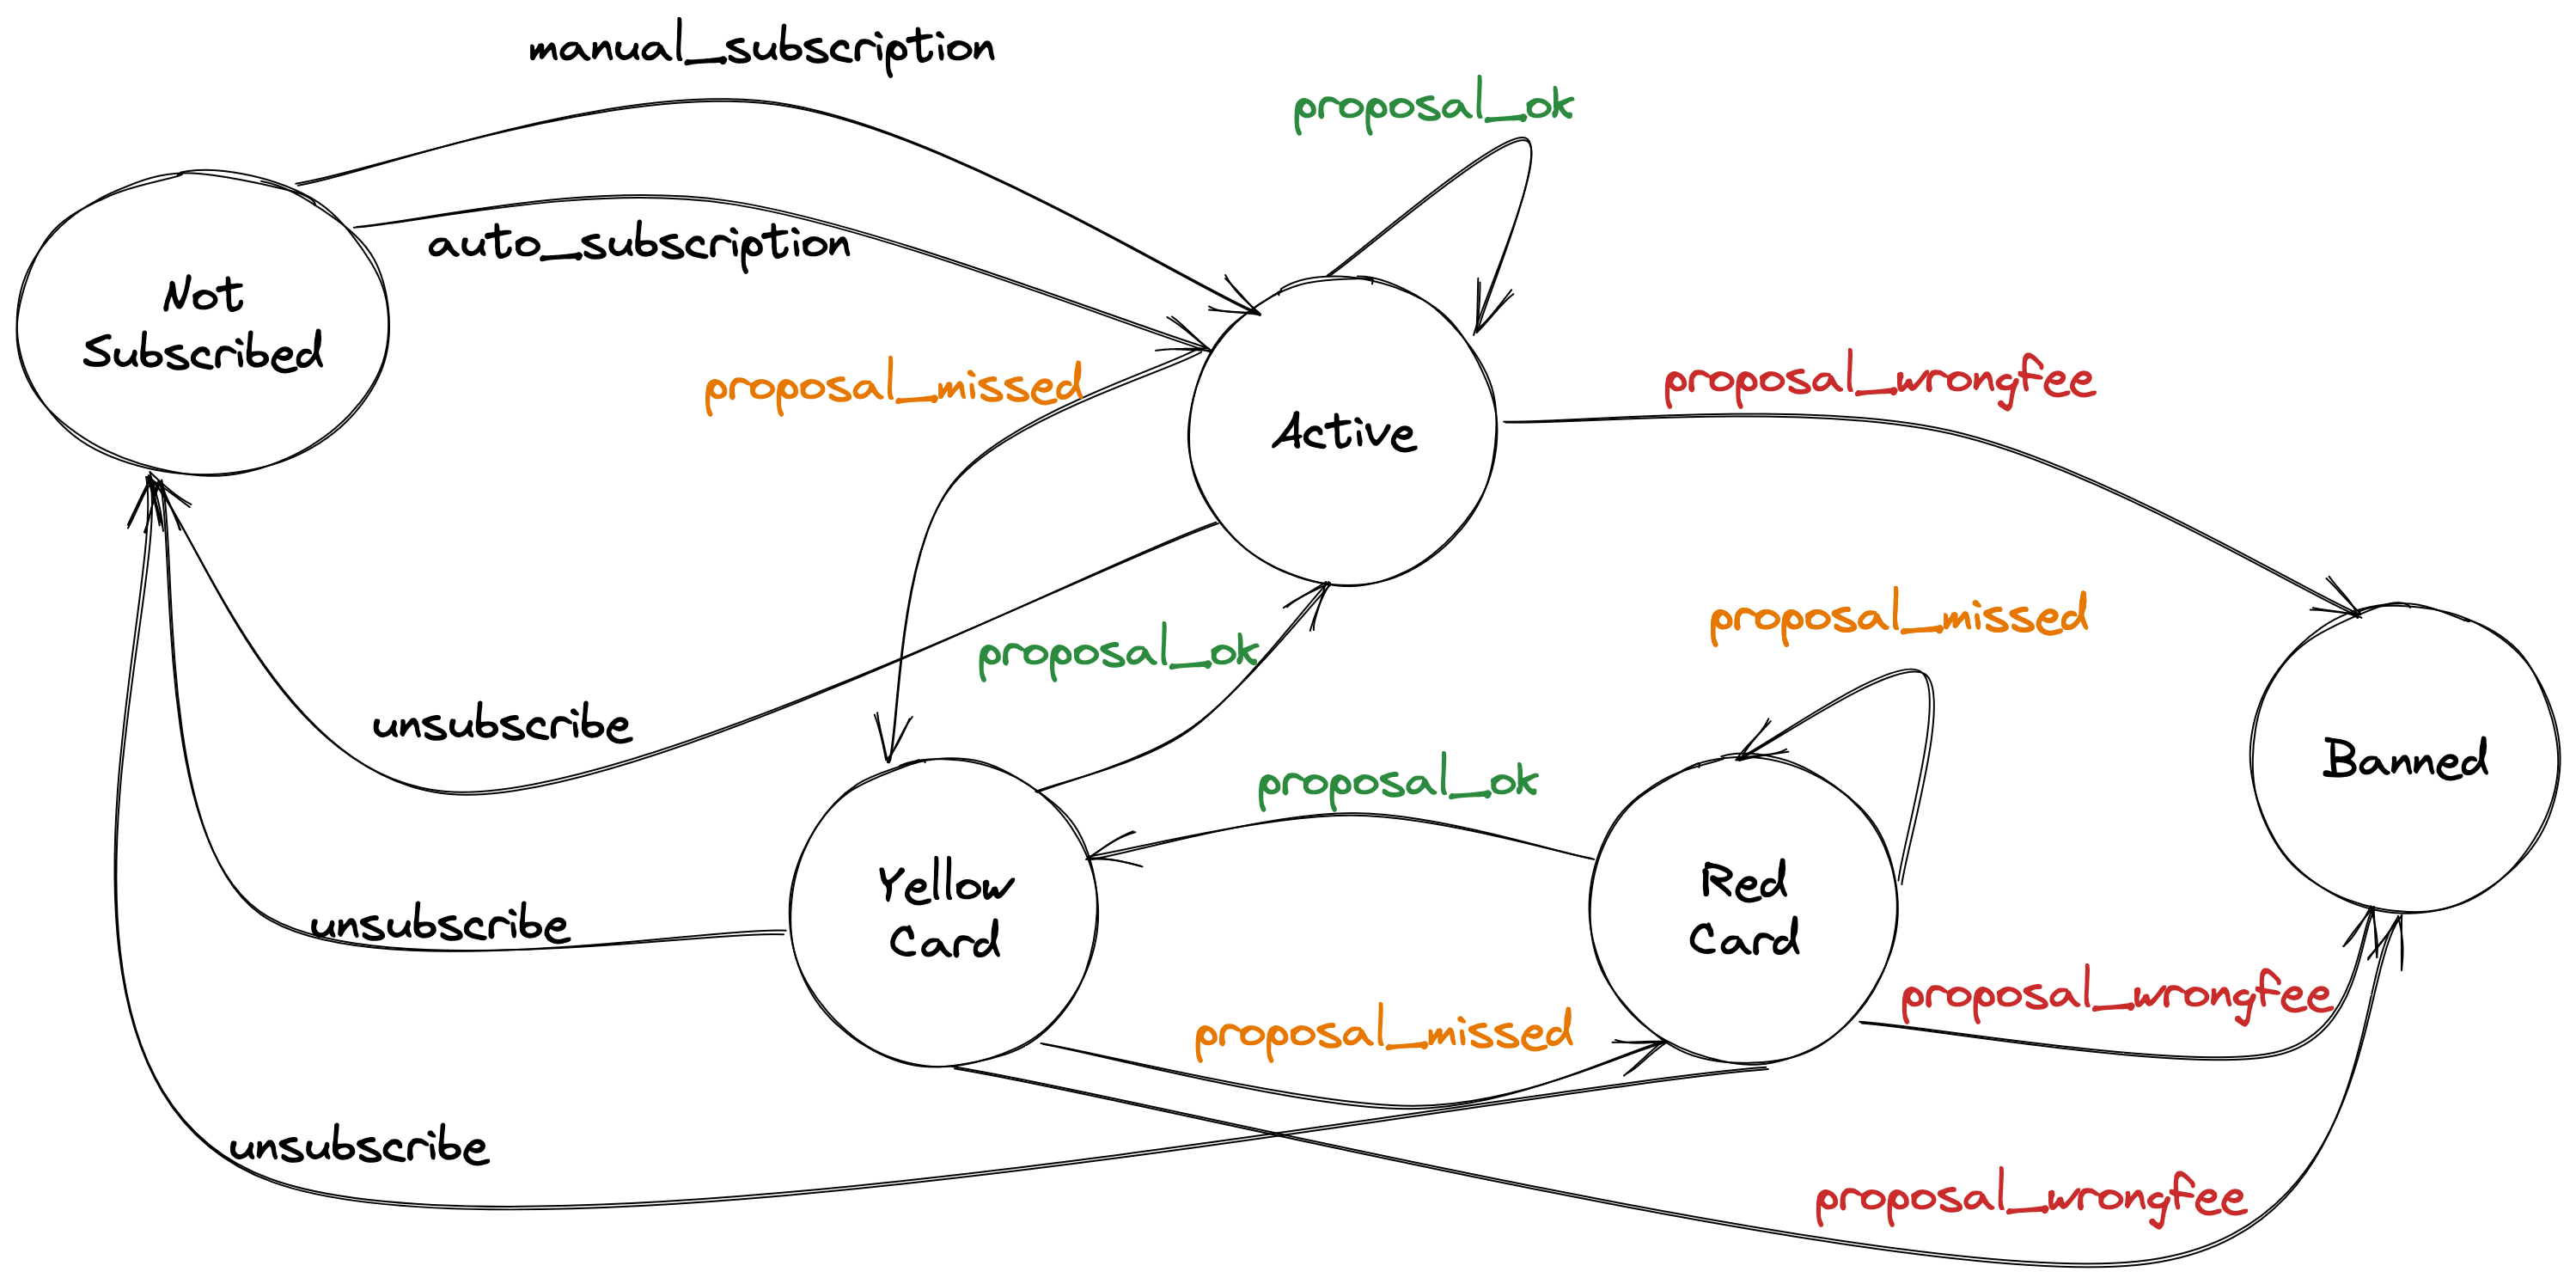 manual_subscription
proposal_ok
auto_subscription
Not
Subscribed
proposal_missed
proposal_wrongfee
Active
proposal_missed
proposal_ok
unsubscribe
proposal_ok
Banned
Yellow
Card
Red
Card
unsubscribe
proposal_wrongfee
proposal_missed
unsubscribe
proposal_wrongfee